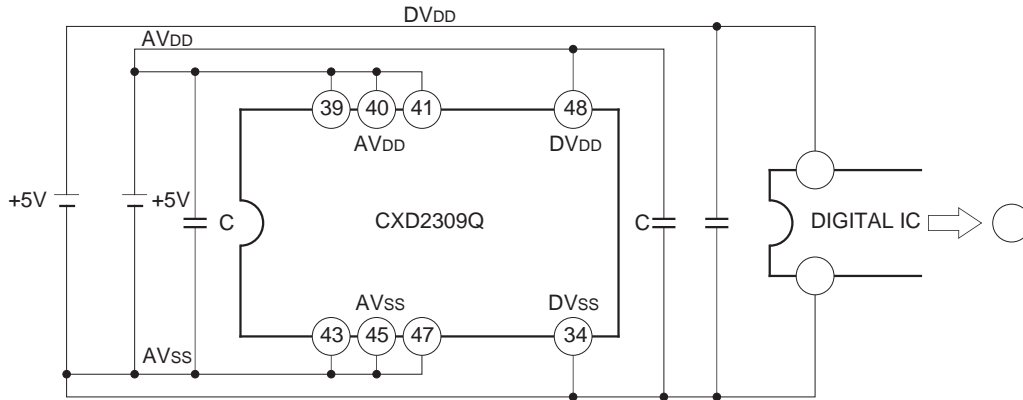 DVDD
AVDD
39 40 41 48
AVDD DVDD
+5V +5V C CXD2309Q C DIGITAL IC
AVSS DVSS
43 45 47 34
AVSS